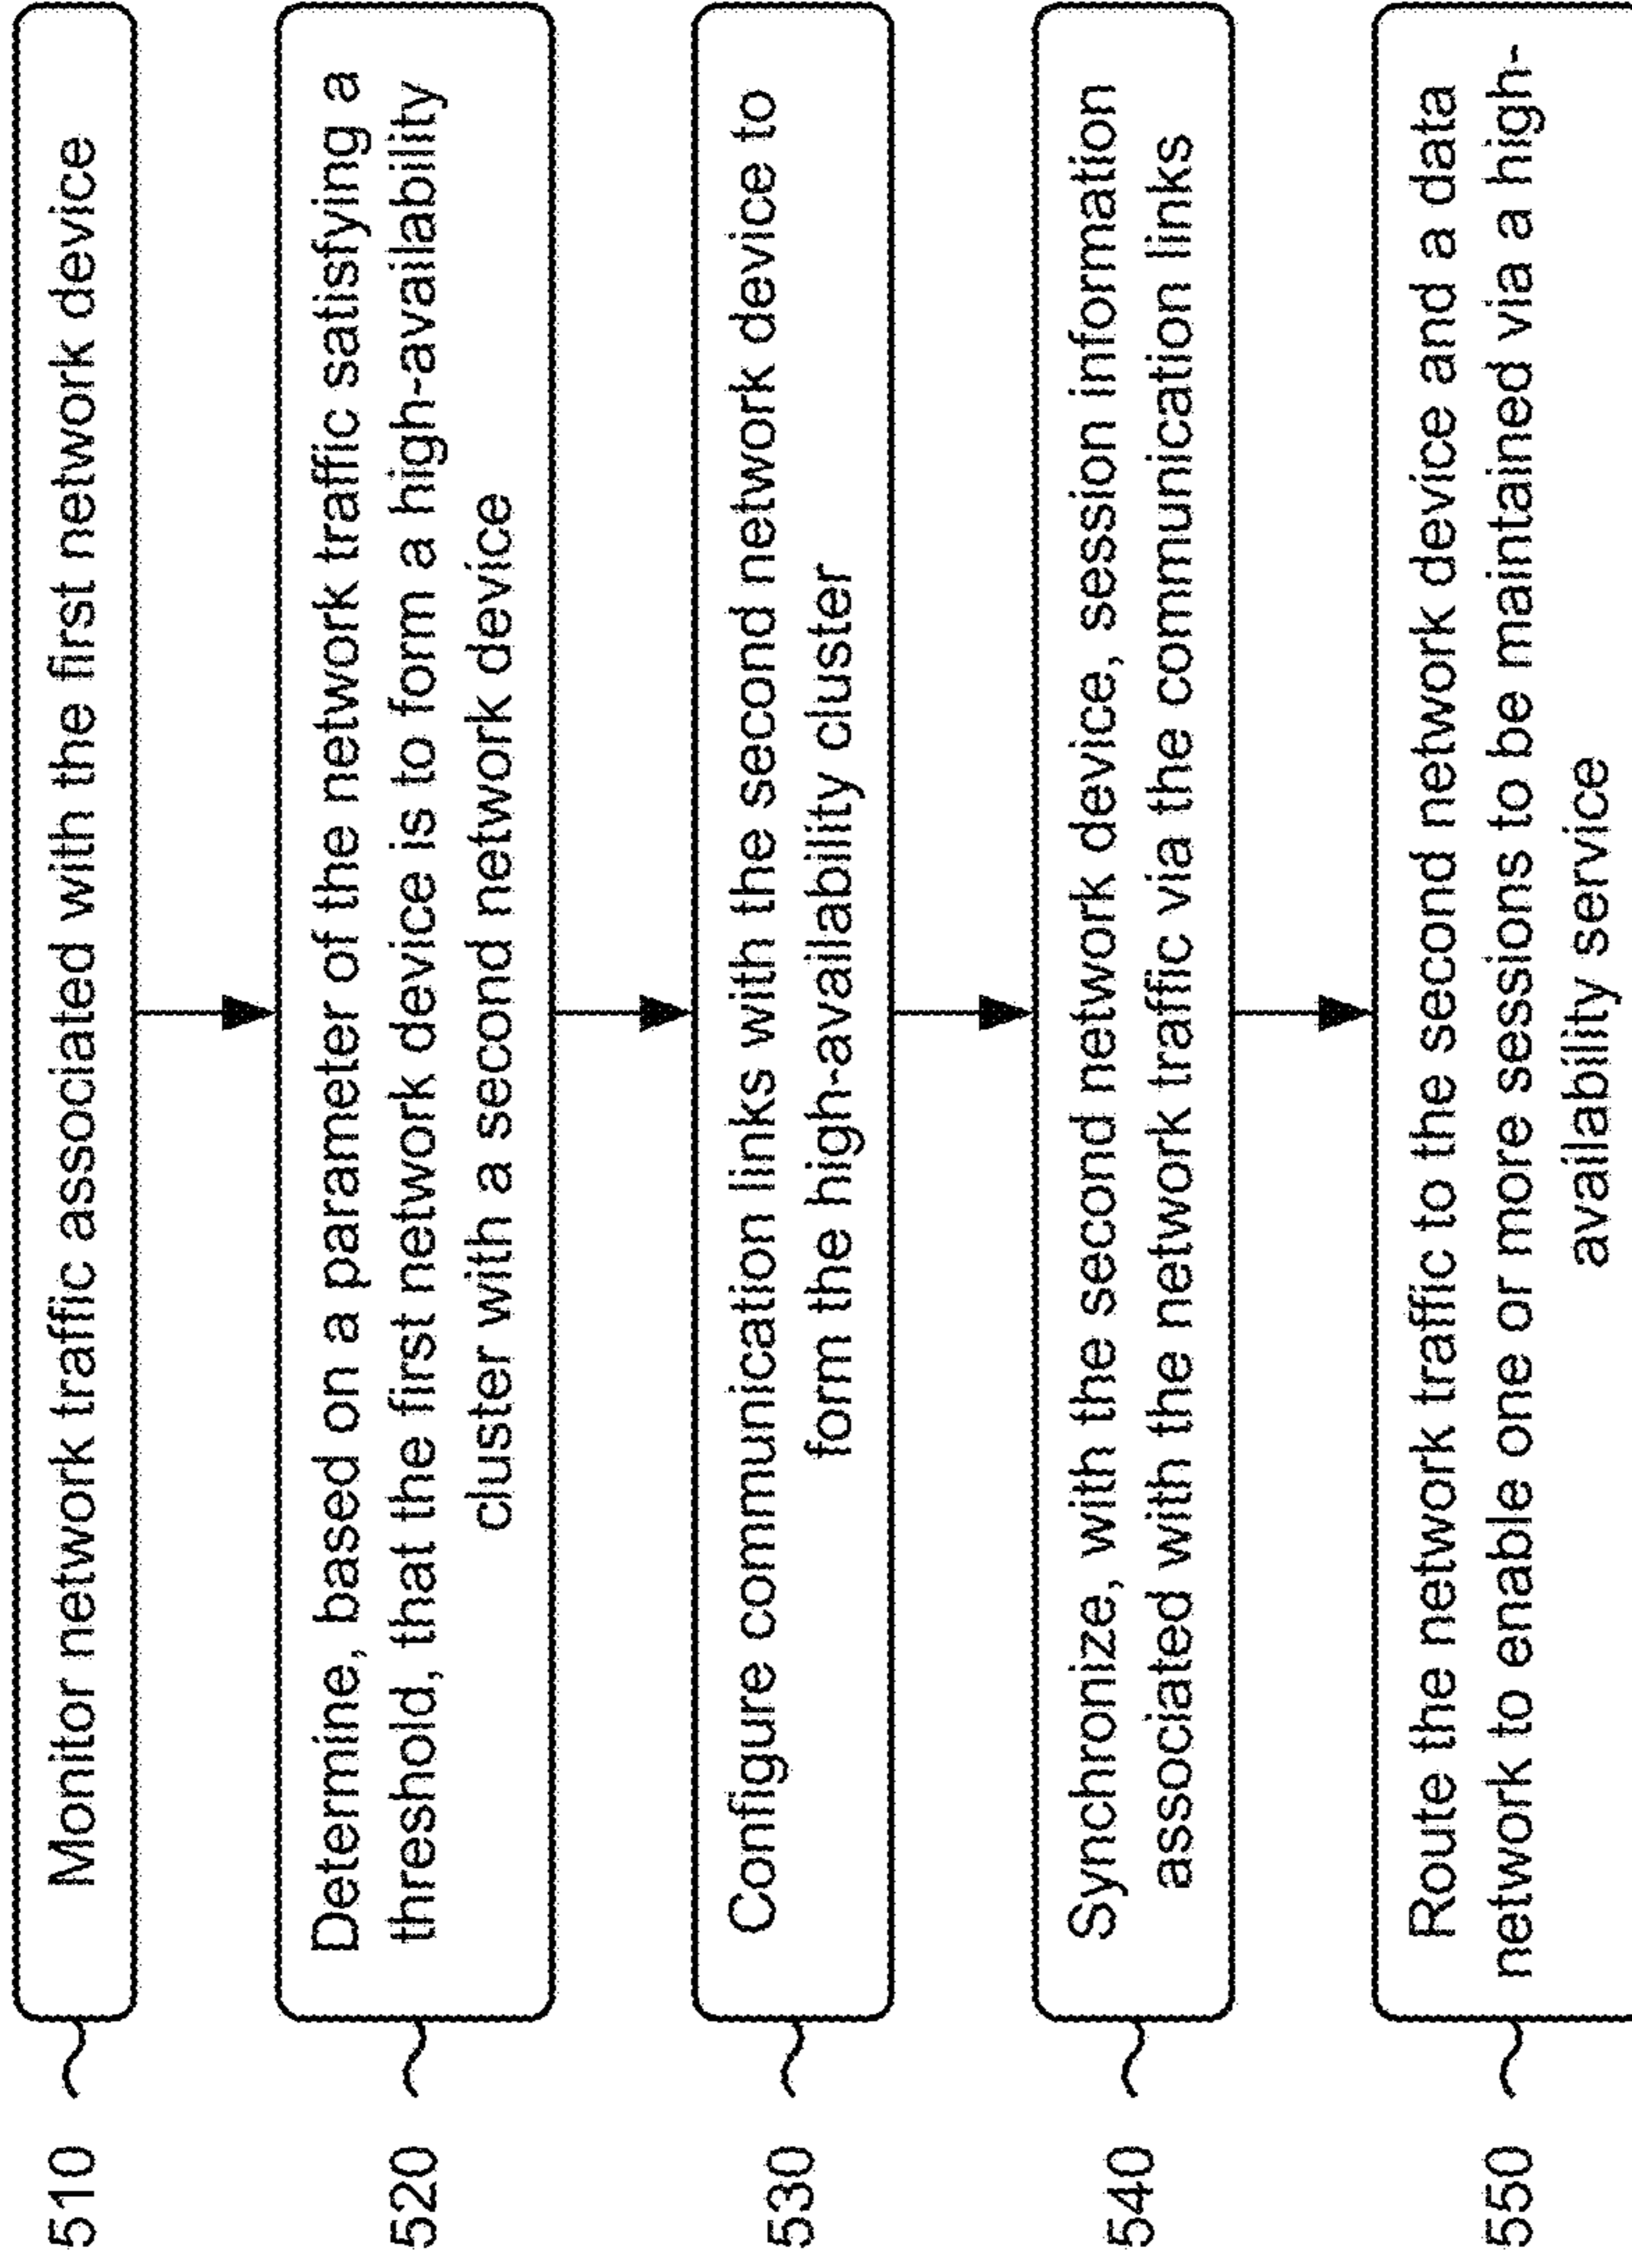 510
Monitor network traffic associated with the first network device
520
Determine, based on a parameter of the network traffic satisfying a
threshold, that the first network device is to form a high-availability
cluster with a second network device
530
Configure communication links with the second network device to
form the high-availability cluster
540
Synchronize, with the second network device, session information
associated with the network traffic via the communication links
550
Route the network traffic to the second network device and a data
network to enable one or more sessions to be maintained via a high-
availability service